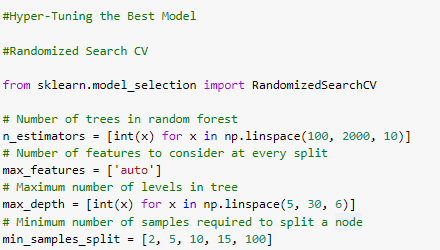 #Hyper-Tuning the Best Model
#Randomized Search CV
from sklearn.model_selection import RandomizedSearchCV
# Number of trees in random forest
n_estimators = [int(x) for x in np.linspace(100, 2000, 10)]
# Number of features to consider at every split
max_features = ['auto']
# Maximum number of levels in tree
max_depth = [int(x) for x in np.linspace(5, 30, 6)]
# Minimum number of samples required to split a node
min_samples_split = [2, 5, 10, 15, 100]